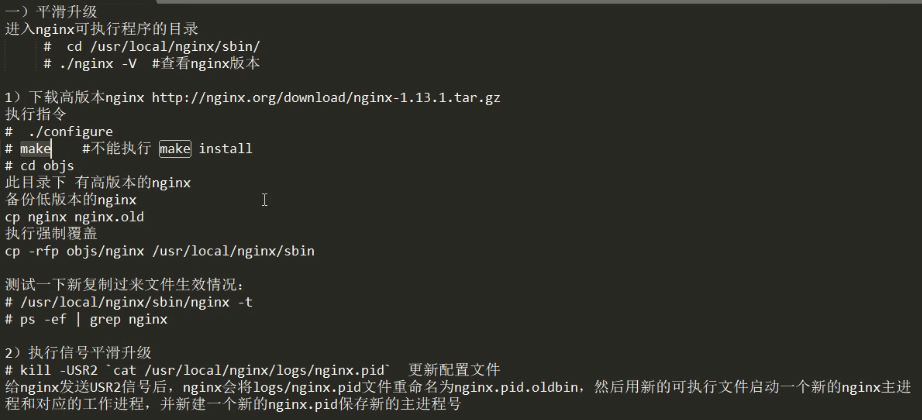 一）平滑升级
进入nginx可执行程序的目录
# cd /usr/local/nginx/sbin/
# ./nginx -V #查看nginx版本
1）下载高版本nginx http://nginx.org/download/nginx-1.13.1.tar.gz
执行指令
# ./configure
# make #不能执行 make install
# cd objs
此目录下 有高版本的nginx
备份低版本的nginx
cp nginx nginx.old
执行强制覆盖
cp -rfp objs/nginx /usr/local/nginx/sbin
测试一下新复制过来文件生效情况:
# /usr/local/nginx/sbin/nginx -t
# ps -ef | grep nginx
2）执行信号平滑升级
# kill -USR2 `cat /usr/local/nginx/logs/nginx.pid` 更新配置文件
给nginx发送USR2信号后，nginx会将logs/nginx.pid文件重命名为nginx.pid.oldbin，然后用新的可执行文件启动一个新的nginx主进
程和对应的工作进程，并新建一个新的nginx.pid保存新的主进程号